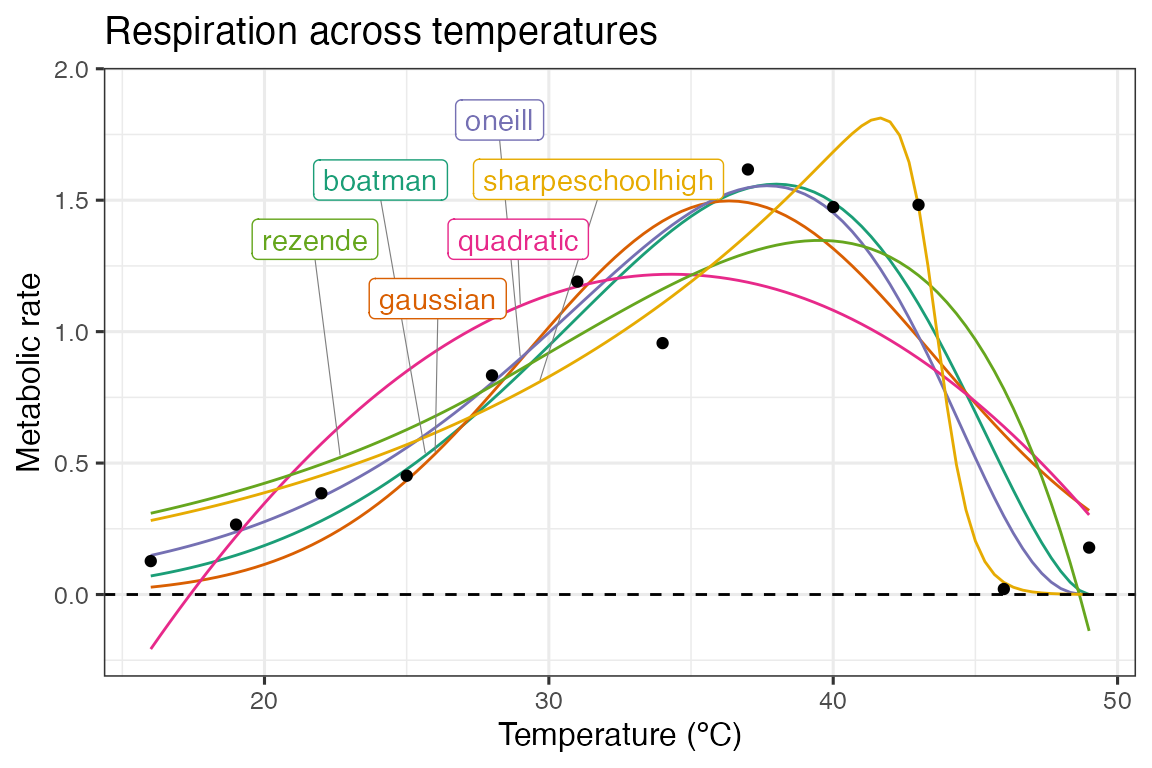 Respiration across temperatures
2.0
oneill
boatman
sharpeschoolhigh
1.5
rezende
quadratic
gaussian
1.0
Metabolic rate
0.5
0.0
20
30
40
50
Temperature (ºC)